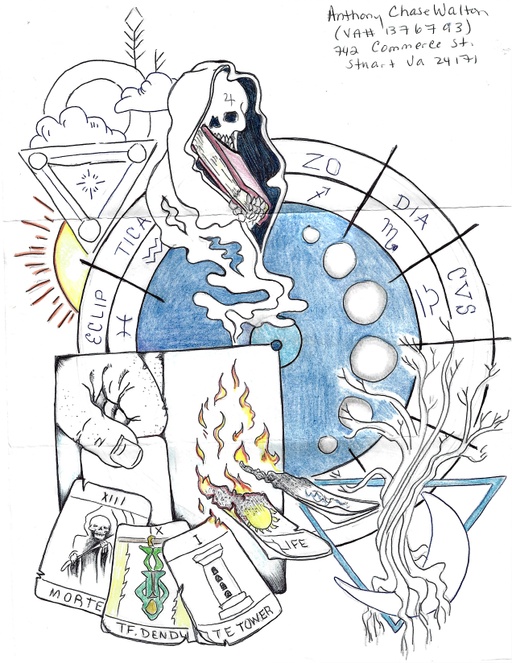 Anthony Chase Walton
(VA# 1376793)
742 Commerce St.
Stuart Va 24171
♃
ECLIP
TICA
ZO
DIA
CVS
♓
♐
♏
♎
XIII
MORTE
X
I
TE TOWER
LIFE